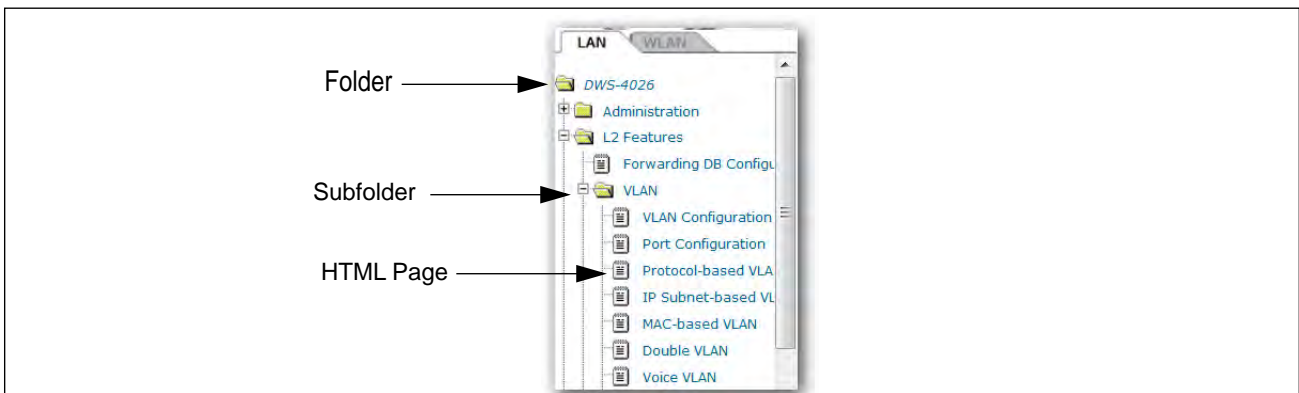 LAN WLAN
Folder DWS-4026
Administration
L2 Features
Forwarding DB Configu
Subfolder VLAN
VLAN Configuration
Port Configuration
HTML Page Protocol-based VLA
IP Subnet-based VL
MAC-based VLAN
Double VLAN
Voice VLAN